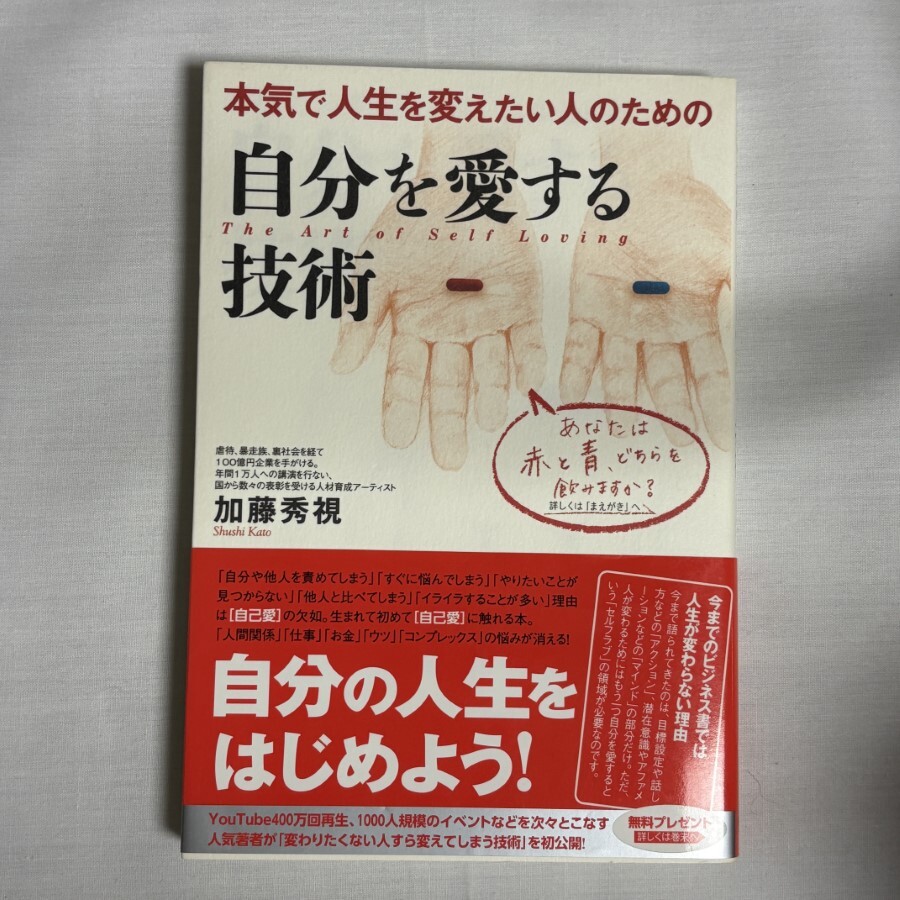 本気で人生を変えたい人のための
自分を愛する
The Art of Self Loving
技術
あなたは
赤と青、どちらを
飲みますか?
詳しくは「まえがき」へ
虐待、暴走族、裏社会を経て
100億円企業を手がける。
年間1万人への講演を行ない、
国から数々の表彰を受ける人材育成アーティスト
加藤秀視
Shushi Kato
「自分や他人を責めてしまう」「すぐに悩んでしまう」「やりたいことが
見つからない」「他人と比べてしまう」「イライラすることが多い」理由
は[自己愛]の欠如。生まれて初めて[自己愛]に触れる本。
「人間関係」「仕事」「お金」「ウツ」「コンプレックス」の悩みが消える!
自分の人生を
はじめよう!
今までのビジネス書では
人生が変わらない理由
今まで語られてきたのは、目標設定や話し
方などの「アクション」、潜在意識やアファメ
ーションなどの「マインド」の部分だけ。ただ、
人が変わるためにはもう一つ自分を愛すると
いう「セルフラブ」の領域が必要なのです。
YouTube400万回再生、1000人規模のイベントなどを次々とこなす
人気著者が「変わりたくない人すら変えてしまう技術」を初公開!
無料プレゼント
詳しくは巻末へ